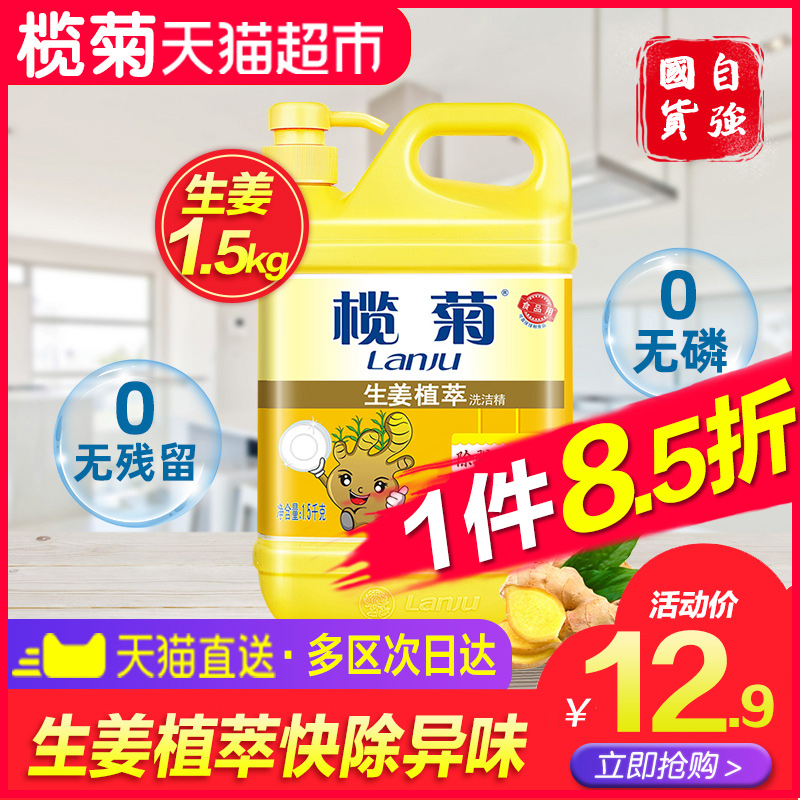 榄菊天猫超市
自強
國貨
生姜
1.5kg
榄菊®
Lanju
食品用
生姜植萃 洗洁精
净含量:1.5千克
Lanju
0
无磷
0
无残留
1件8.5折
天猫直送·多区次日达
生姜植萃快除异味
活动价
¥12.9
立即抢购 >